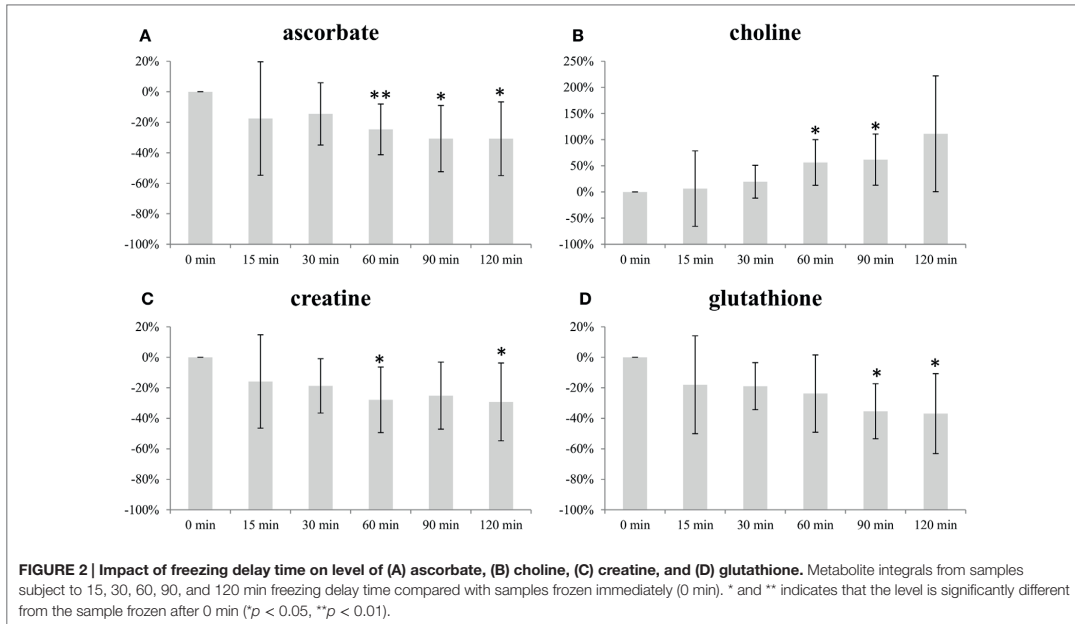 A
ascorbate
20%
0%
-20%
-40%
-60%
-80%
-100%
**
*
*
0 min 15 min 30 min 60 min 90 min 120 min
B
choline
250%
200%
150%
100%
50%
0%
-50%
-100%
*
*
0 min 15 min 30 min 60 min 90 min 120 min
C
creatine
20%
0%
-20%
-40%
-60%
-80%
-100%
*
*
0 min 15 min 30 min 60 min 90 min 120 min
D
glutathione
20%
0%
-20%
-40%
-60%
-80%
-100%
*
*
0 min 15 min 30 min 60 min 90 min 120 min
FIGURE 2 | Impact of freezing delay time on level of (A) ascorbate, (B) choline, (C) creatine, and (D) glutathione. Metabolite integrals from samples
subject to 15, 30, 60, 90, and 120 min freezing delay time compared with samples frozen immediately (0 min). * and ** indicates that the level is significantly different
from the sample frozen after 0 min (*p < 0.05, **p < 0.01).